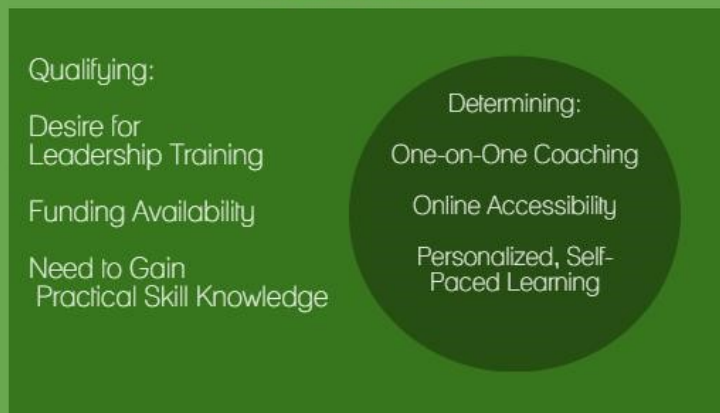 Qualifying:
Desire for
Leadership Training
Funding Availability
Need to Gain
Practical Skill Knowledge
Determining:
One-on-One Coaching
Online Accessibility
Personalized, Self-
Paced Learning